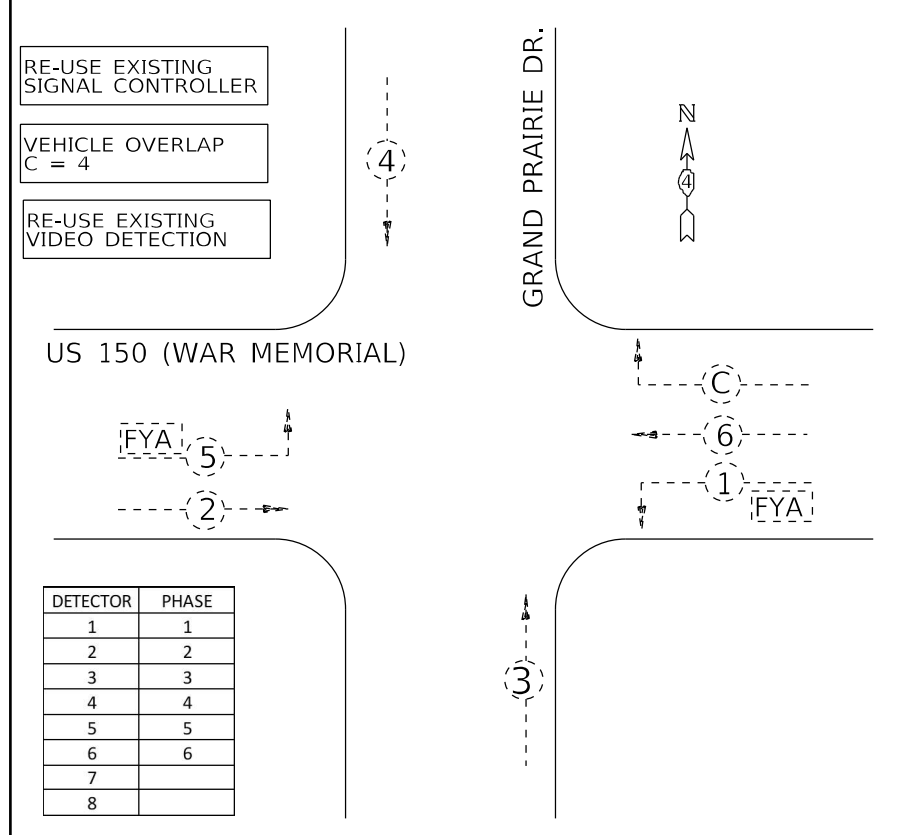 RE-USE EXISTING
SIGNAL CONTROLLER
VEHICLE OVERLAP
C = 4
RE-USE EXISTING
VIDEO DETECTION
4
GRAND PRAIRIE DR.
N
4
US 150 (WAR MEMORIAL)
FYA
5
2
C
6
1
FYA
3
DETECTOR PHASE
1 1
2 2
3 3
4 4
5 5
6 6
7
8